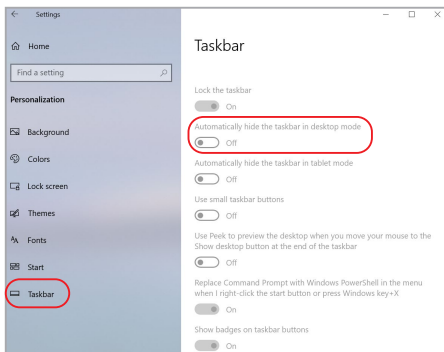 Settings
Home
Find a setting
Personalization
Background
Colors
Lock screen
Themes
Fonts
Start
Taskbar
Taskbar
Lock the taskbar
On
Automatically hide the taskbar in desktop mode
Off
Automatically hide the taskbar in tablet mode
Off
Use small taskbar buttons
Off
Use Peek to preview the desktop when you move your mouse to the
Show desktop button at the end of the taskbar
Off
Replace Command Prompt with Windows PowerShell in the menu
when I right-click the start button or press Windows key+X
On
Show badges on taskbar buttons
On